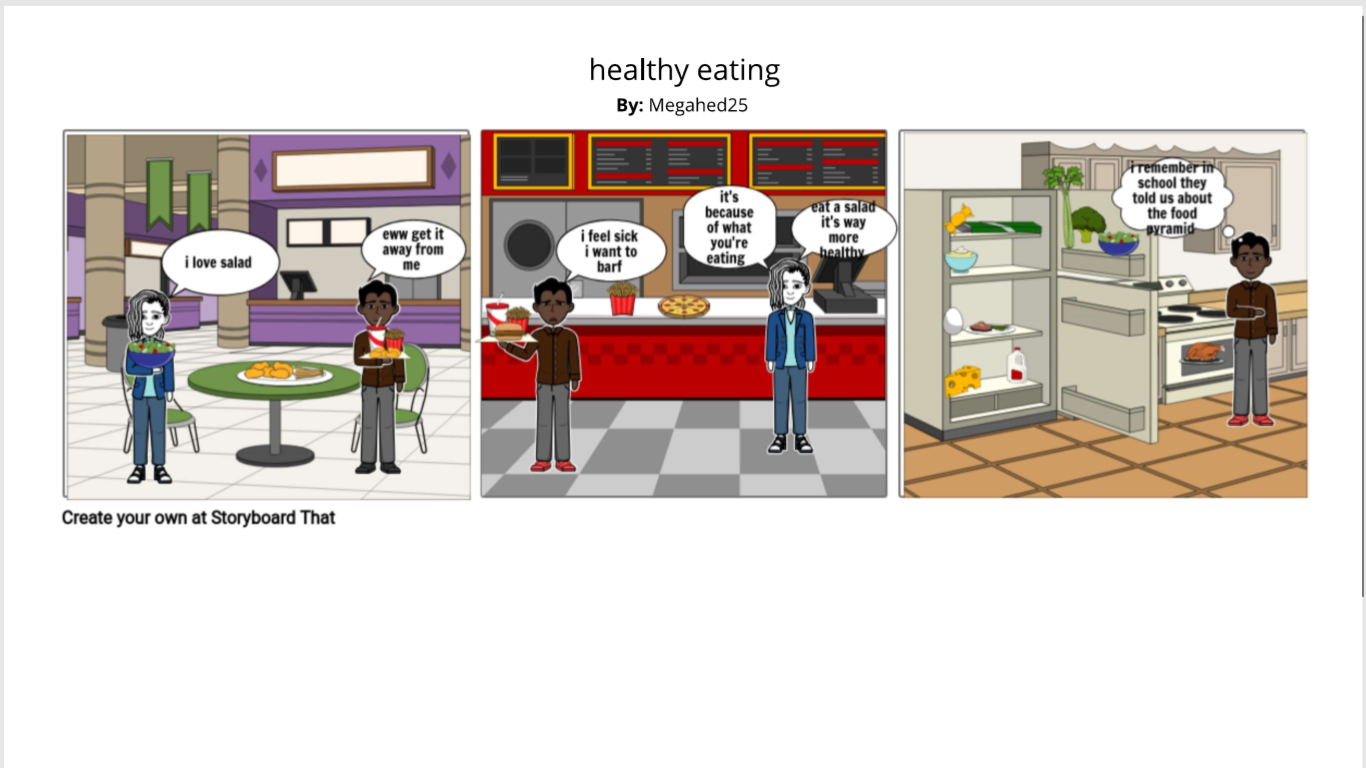 healthy eating
By: Megahed25
i love salad
eww get it
away from
me
i feel sick
i want to
barf
it's
because
of what
you're
eating
eat a salad
it's way
more
healthy
i remember in
school they
told us about
the food
pyramid
Create your own at Storyboard That